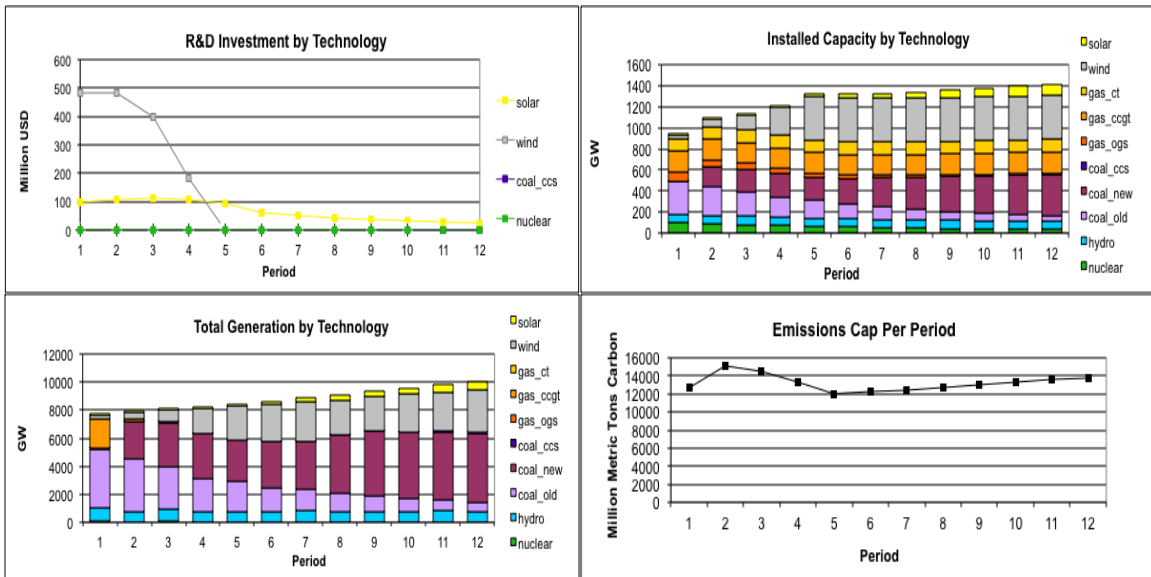 R&D Investment by Technology
600
500
400
300
200
100
0
Million USD
1 2 3 4 5 6 7 8 9 10 11 12
Period
solar
wind
coal_ccs
nuclear
Installed Capacity by Technology
1600
1400
1200
1000
800
600
400
200
0
GW
1 2 3 4 5 6 7 8 9 10 11 12
Period
solar
wind
gas_ct
gas_ccgt
gas_ogs
coal_ccs
coal_new
coal_old
hydro
nuclear
Total Generation by Technology
12000
10000
8000
6000
4000
2000
0
GW
1 2 3 4 5 6 7 8 9 10 11 12
Period
solar
wind
gas_ct
gas_ccgt
gas_ogs
coal_ccs
coal_new
coal_old
hydro
nuclear
Emissions Cap Per Period
16000
14000
12000
10000
8000
6000
4000
2000
0
Million Metric Tons Carbon
1 2 3 4 5 6 7 8 9 10 11 12
Period